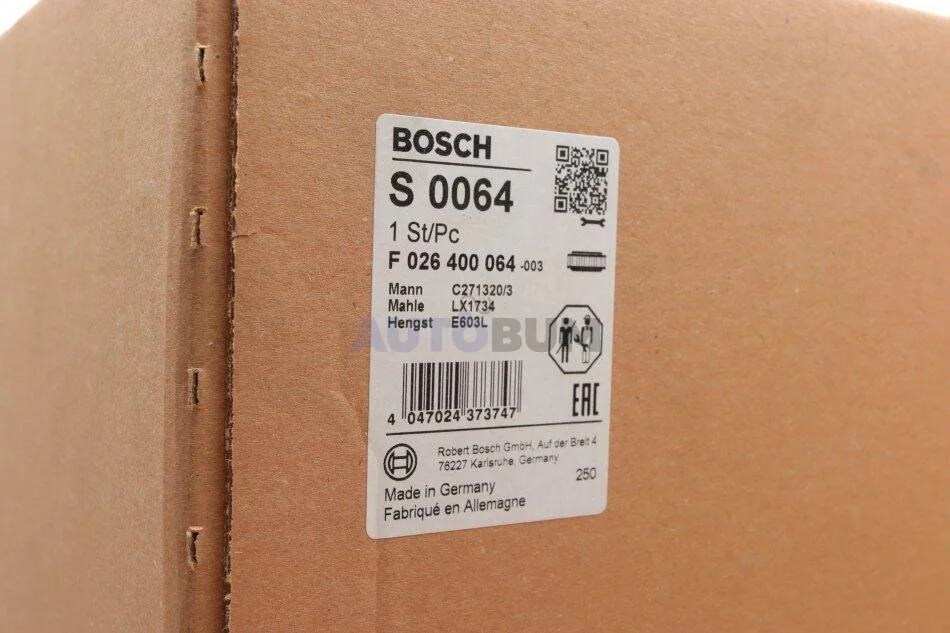 BOSCH
S 0064
1 St/Pc
F 026 400 064 -003
Mann C271320/3
Mahle LX1734
Hengst E603L
AUTOBUM
4 047024 373747
EAC
Robert Bosch GmbH, Auf der Breit 4
76227 Karlsruhe, Germany
250
Made in Germany
Fabriqué en Allemagne